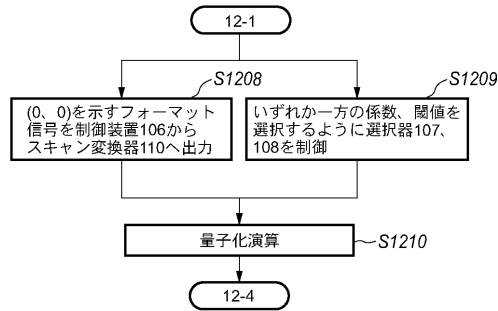 12-1
S1208
(0、0)を示すフォーマット
信号を制御装置106から
スキャン変換器110へ出力
S1209
いずれか一方の係数、閾値を
選択するように選択器107、
108を制御
量子化演算
S1210
12-4